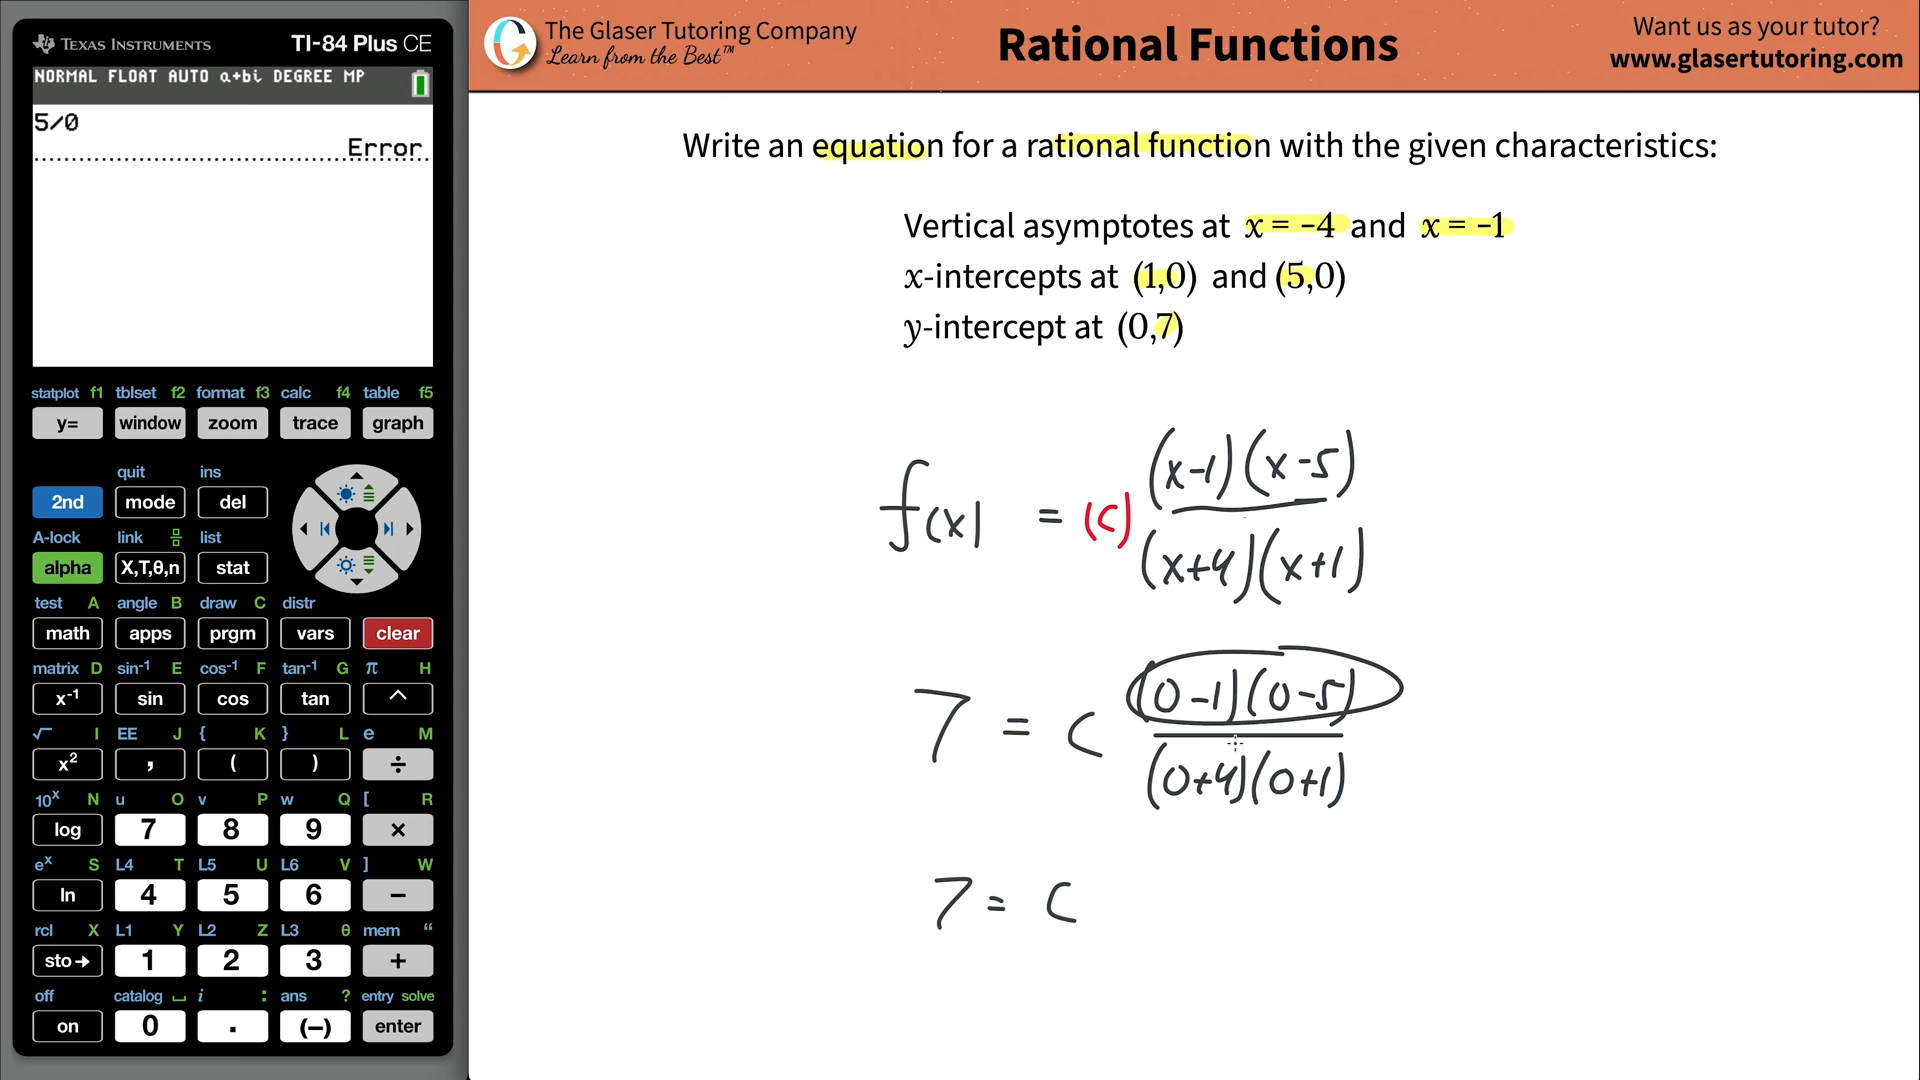 TEXAS INSTRUMENTS TI-84 Plus CE
NORMAL FLOAT AUTO a+bi DEGREE MP
5/0
Error
statplot f1 tblset f2 format f3 calc f4 table f5
y= window zoom trace graph
quit ins
2nd mode del
A-lock link list
alpha X,T,θ,n stat
test A angle B draw C distr
math apps prgm vars clear
matrix D sin⁻¹ E cos⁻¹ F tan⁻¹ G π H
x⁻¹ sin cos tan ^
√ I EE J { K } L e M
x² , ( ) ÷
10ˣ N u O v P w Q [ R
log 7 8 9 ×
eˣ S L4 T L5 U L6 V ] W
ln 4 5 6 −
rcl X L1 Y L2 Z L3 θ mem “
sto→ 1 2 3 +
off catalog ⎵ i : ans ? entry solve
on 0 . (−) enter
The Glaser Tutoring Company
Learn from the Best™
Rational Functions
Want us as your tutor?
www.glasertutoring.com
Write an equation for a rational function with the given characteristics:
Vertical asymptotes at x = −4 and x = −1
x-intercepts at (1,0) and (5,0)
y-intercept at (0,7)
(x-1)(x-5)
f(x) = (c)
(x+4)(x+1)
(0-1)(0-5)
7 = c
(0+4)(0+1)
7 = c